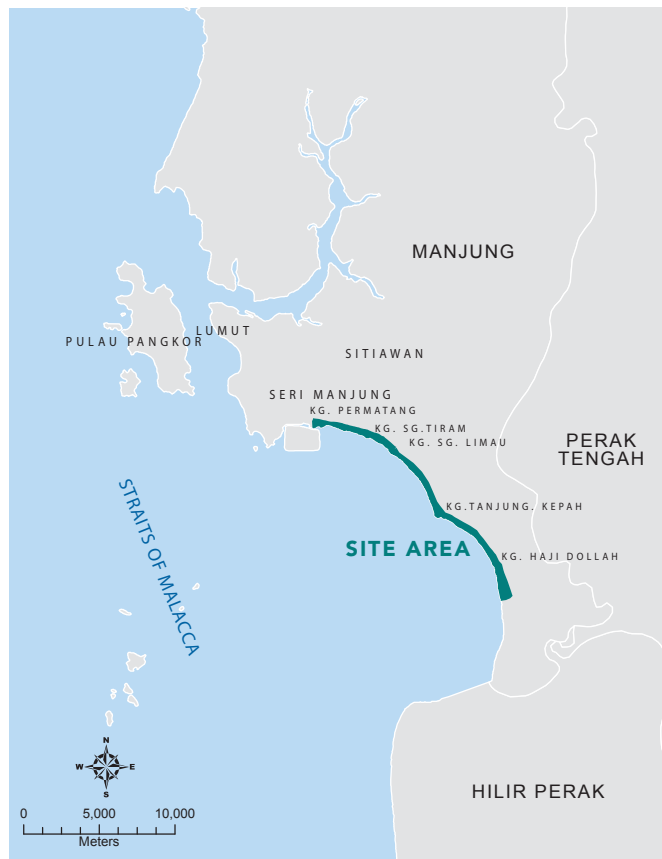 MANJUNG
LUMUT
PULAU PANGKOR
SITIAWAN
SERI MANJUNG
KG. PERMATANG
KG. SG.TIRAM
KG. SG. LIMAU
PERAK
TENGAH
KG.TANJUNG. KEPAH
SITE AREA
KG. HAJI DOLLAH
STRAITS OF MALACCA
N
W E
S
HILIR PERAK
0 5,000 10,000
Meters